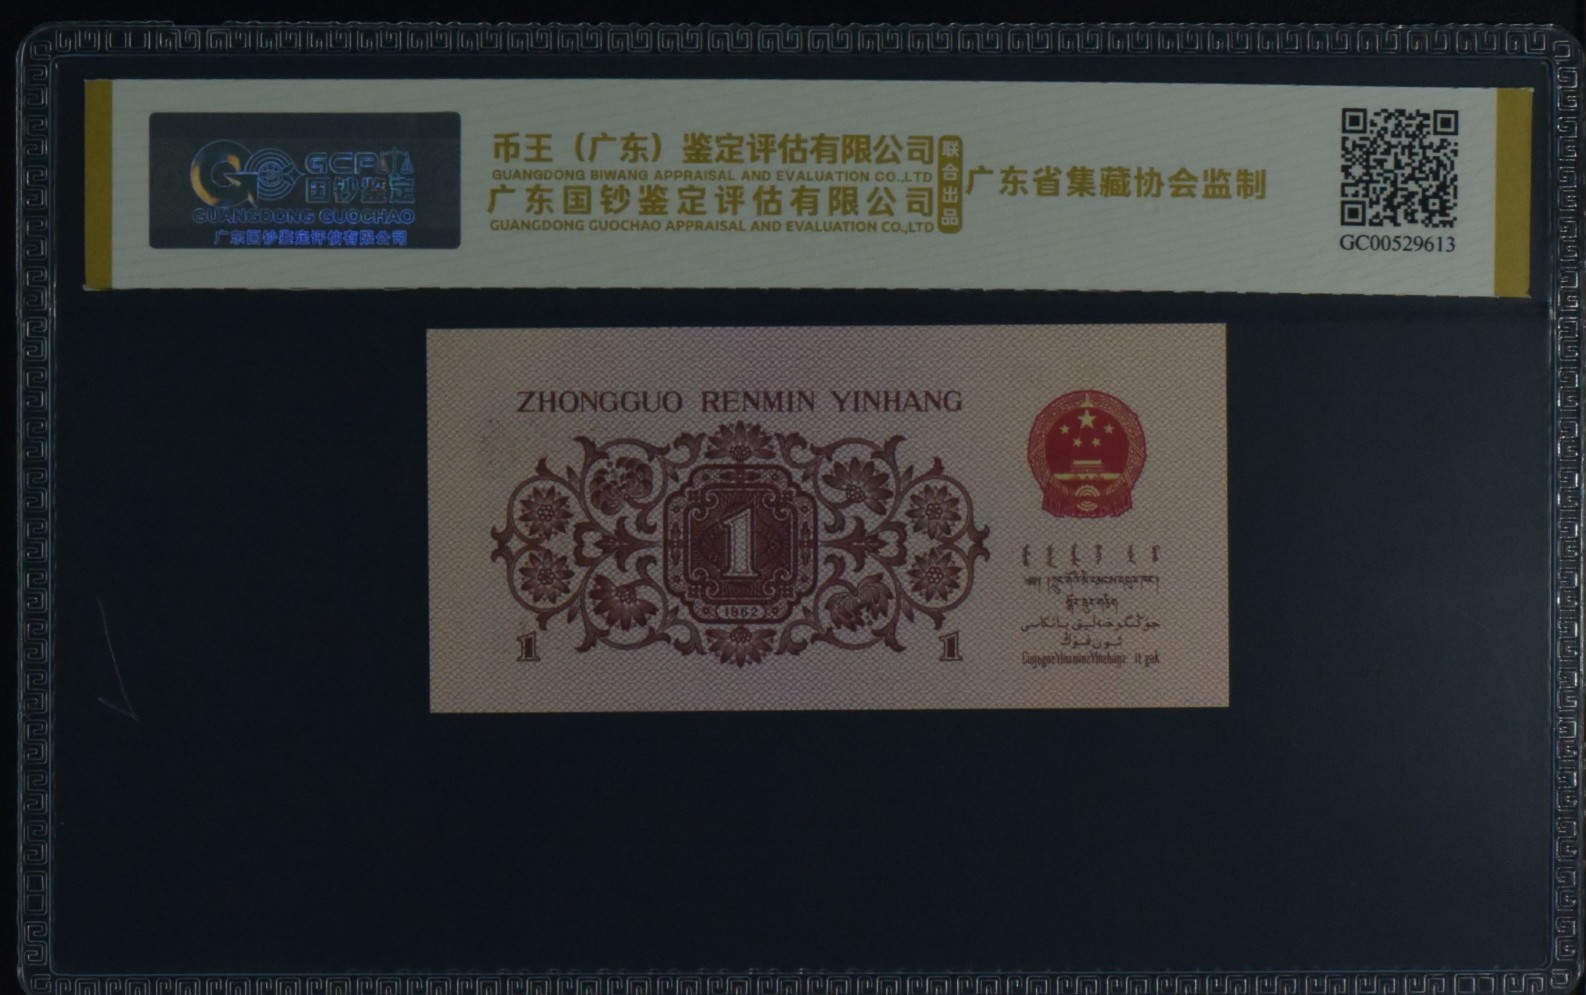 GCPA
国钞鉴定
GUANGDONG GUOCHAO
广东国钞鉴定评估有限公司
币王（广东）鉴定评估有限公司
GUANGDONG BIWANG APPRAISAL AND EVALUATION CO.,LTD
广东国钞鉴定评估有限公司
GUANGDONG GUOCHAO APPRAISAL AND EVALUATION CO.,LTD
联合出品
广东省集藏协会监制
GC00529613
ZHONGGUO RENMIN YINHANG
1
1962
1
1
جۇڭگو خەلىق بانكاسى